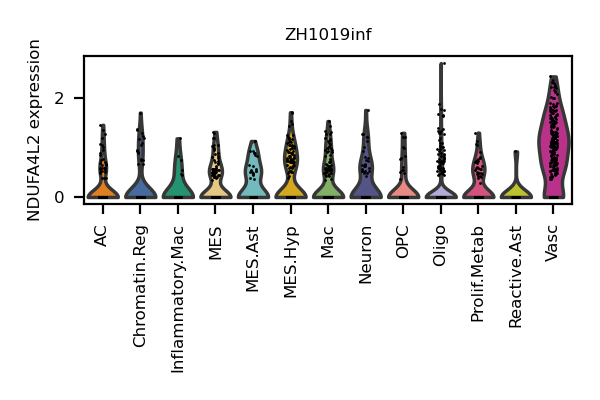 ZH1019inf
NDUFA4L2 expression
2
0
AC
Chromatin.Reg
Inflammatory.Mac
MES
MES.Ast
MES.Hyp
Mac
Neuron
OPC
Oligo
Prolif.Metab
Reactive.Ast
Vasc